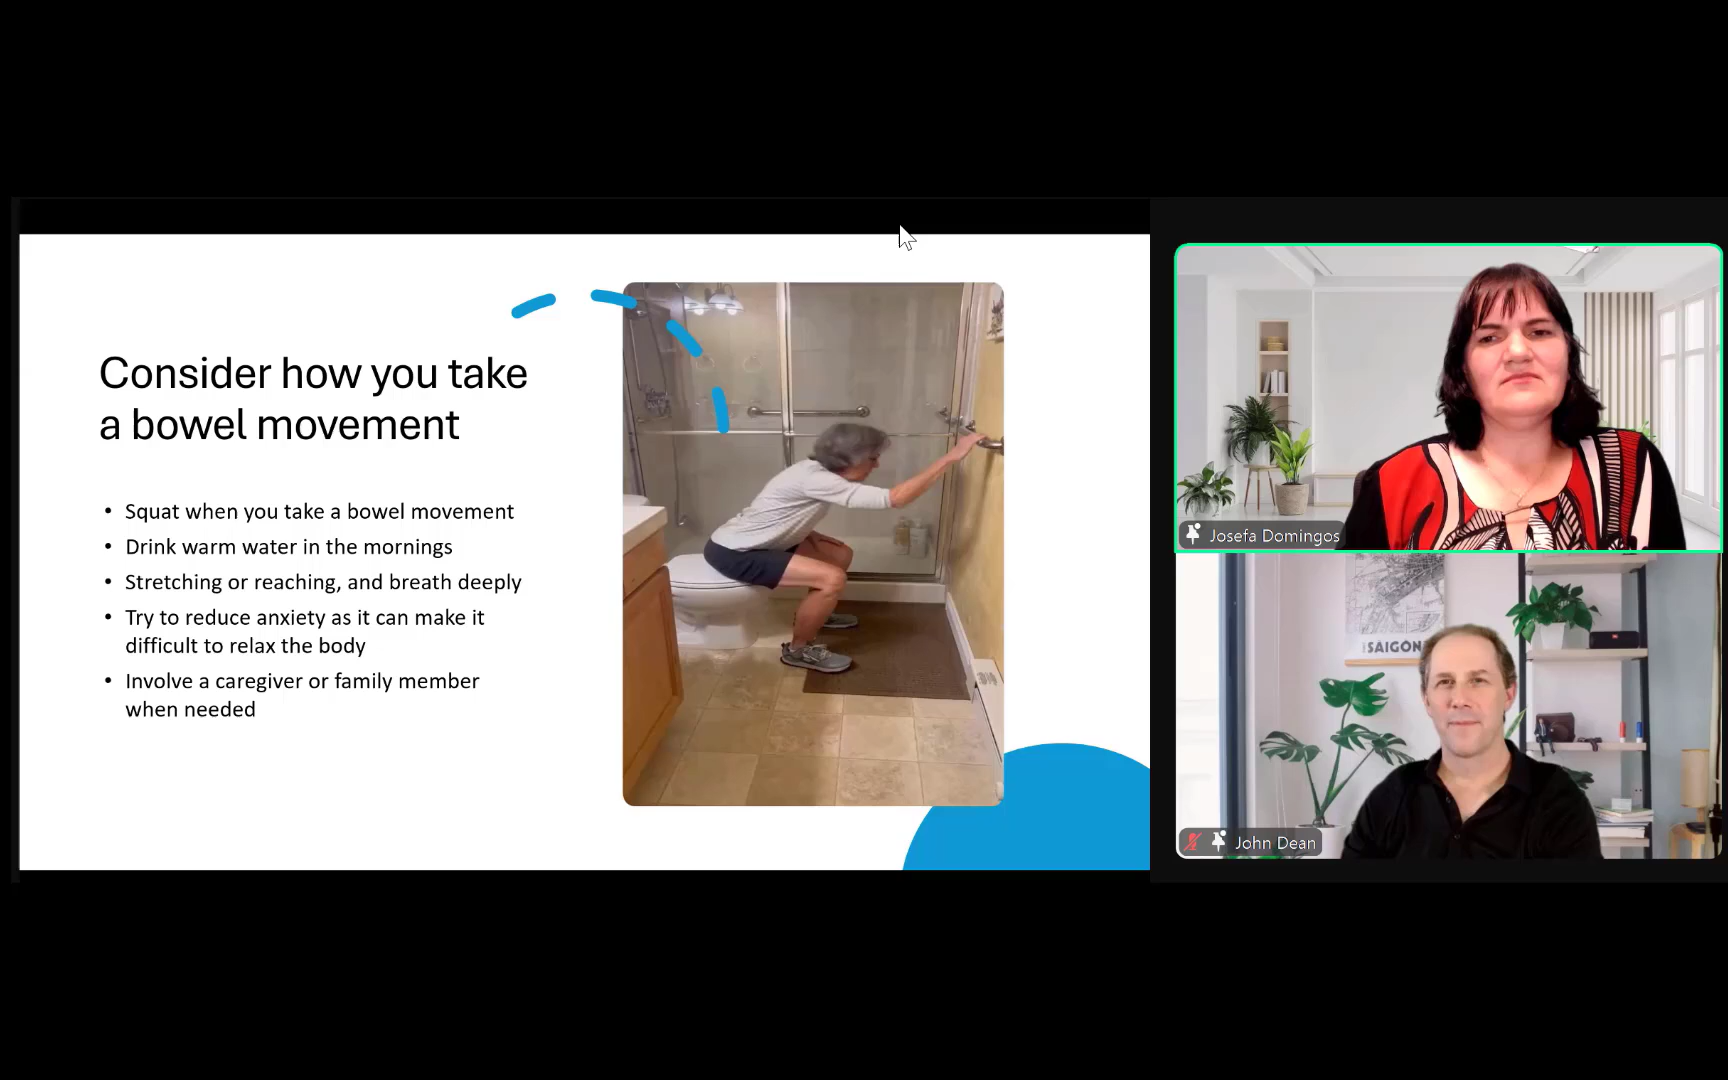 Consider how you take
a bowel movement
• Squat when you take a bowel movement
• Drink warm water in the mornings
• Stretching or reaching, and breath deeply
• Try to reduce anxiety as it can make it
difficult to relax the body
• Involve a caregiver or family member
when needed
Josefa Domingos
SAIGON
John Dean